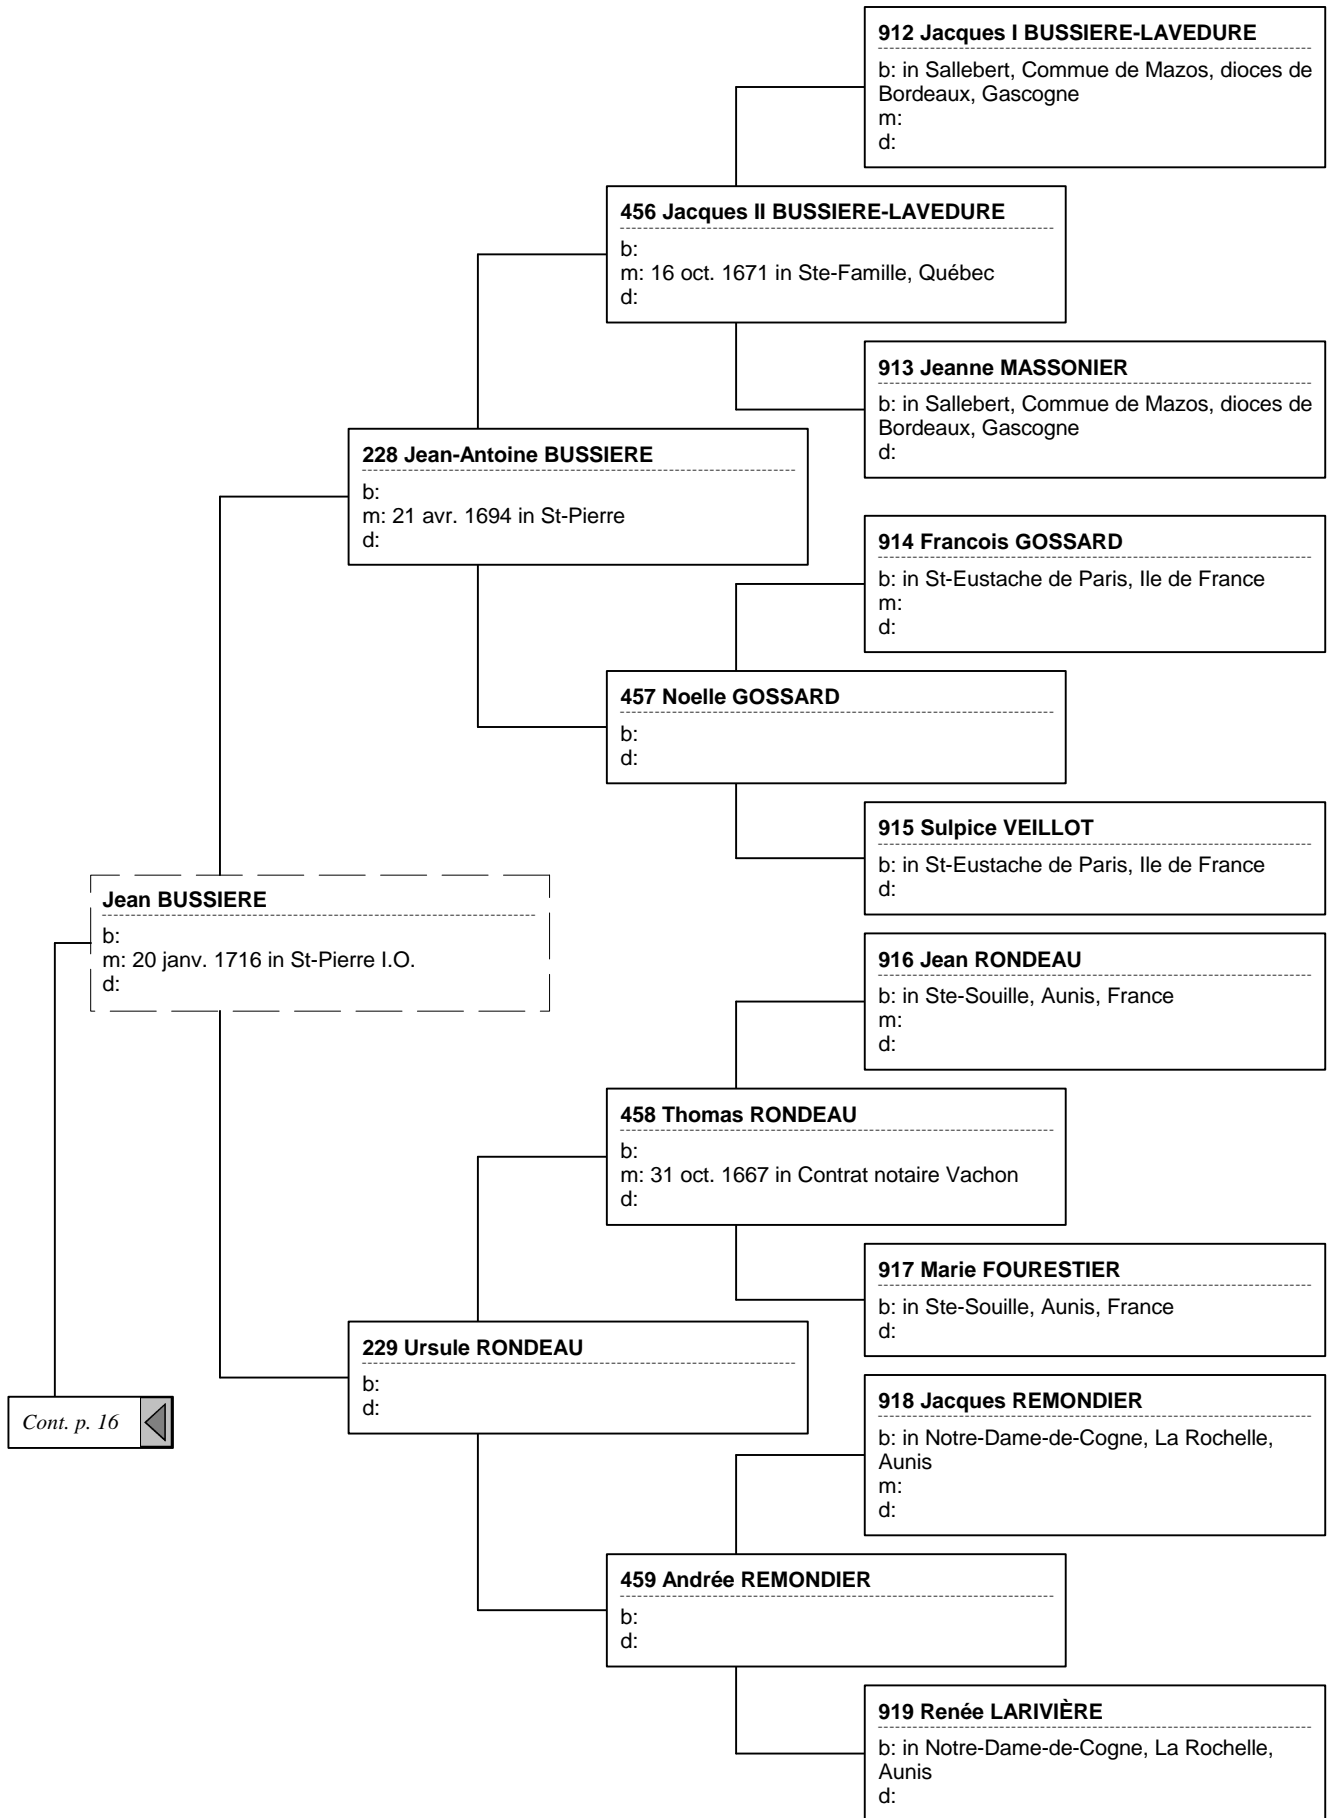 912 Jacques I BUSSIERE-LAVEDURE
b: in Sallebert, Commue de Mazos, dioces de
Bordeaux, Gascogne
m:
d:
456 Jacques II BUSSIERE-LAVEDURE
b:
m: 16 oct. 1671 in Ste-Famille, Québec
d:
913 Jeanne MASSONIER
b: in Sallebert, Commue de Mazos, dioces de
Bordeaux, Gascogne
d:
228 Jean-Antoine BUSSIERE
b:
m: 21 avr. 1694 in St-Pierre
d:
914 Francois GOSSARD
b: in St-Eustache de Paris, Ile de France
m:
d:
457 Noelle GOSSARD
b:
d:
915 Sulpice VEILLOT
b: in St-Eustache de Paris, Ile de France
d:
Jean BUSSIERE
b:
m: 20 janv. 1716 in St-Pierre I.O.
d:
916 Jean RONDEAU
b: in Ste-Souille, Aunis, France
m:
d:
458 Thomas RONDEAU
b:
m: 31 oct. 1667 in Contrat notaire Vachon
d:
917 Marie FOURESTIER
b: in Ste-Souille, Aunis, France
d:
229 Ursule RONDEAU
b:
d:
918 Jacques REMONDIER
b: in Notre-Dame-de-Cogne, La Rochelle,
Aunis
m:
d:
Cont. p. 16
459 Andrée REMONDIER
b:
d:
919 Renée LARIVIÈRE
b: in Notre-Dame-de-Cogne, La Rochelle,
Aunis
d: